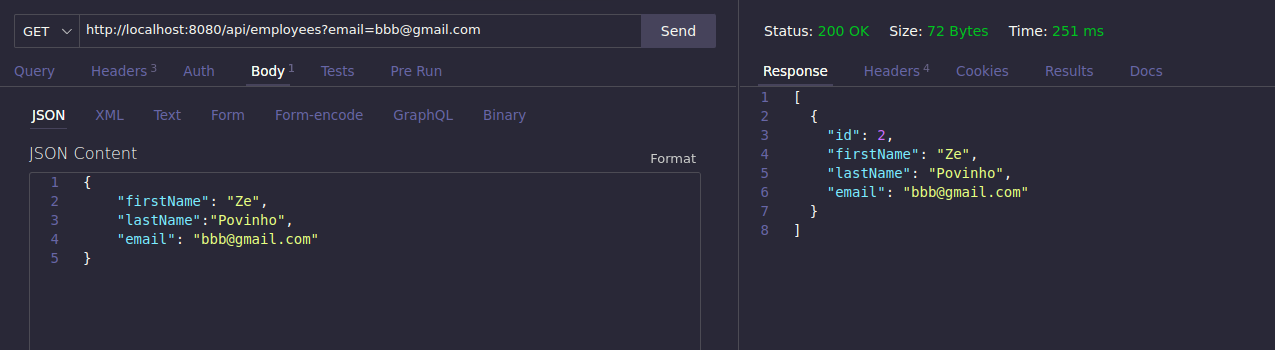 GET http://localhost:8080/api/employees?email=bbb@gmail.com Send
Query Headers 3 Auth Body 1 Tests Pre Run
JSON XML Text Form Form-encode GraphQL Binary
JSON Content Format
1 {
2 "firstName": "Ze",
3 "lastName":"Povinho",
4 "email": "bbb@gmail.com"
5 }
Status: 200 OK Size: 72 Bytes Time: 251 ms
Response Headers 4 Cookies Results Docs
1 [
2 {
3 "id": 2,
4 "firstName": "Ze",
5 "lastName": "Povinho",
6 "email": "bbb@gmail.com"
7 }
8 ]